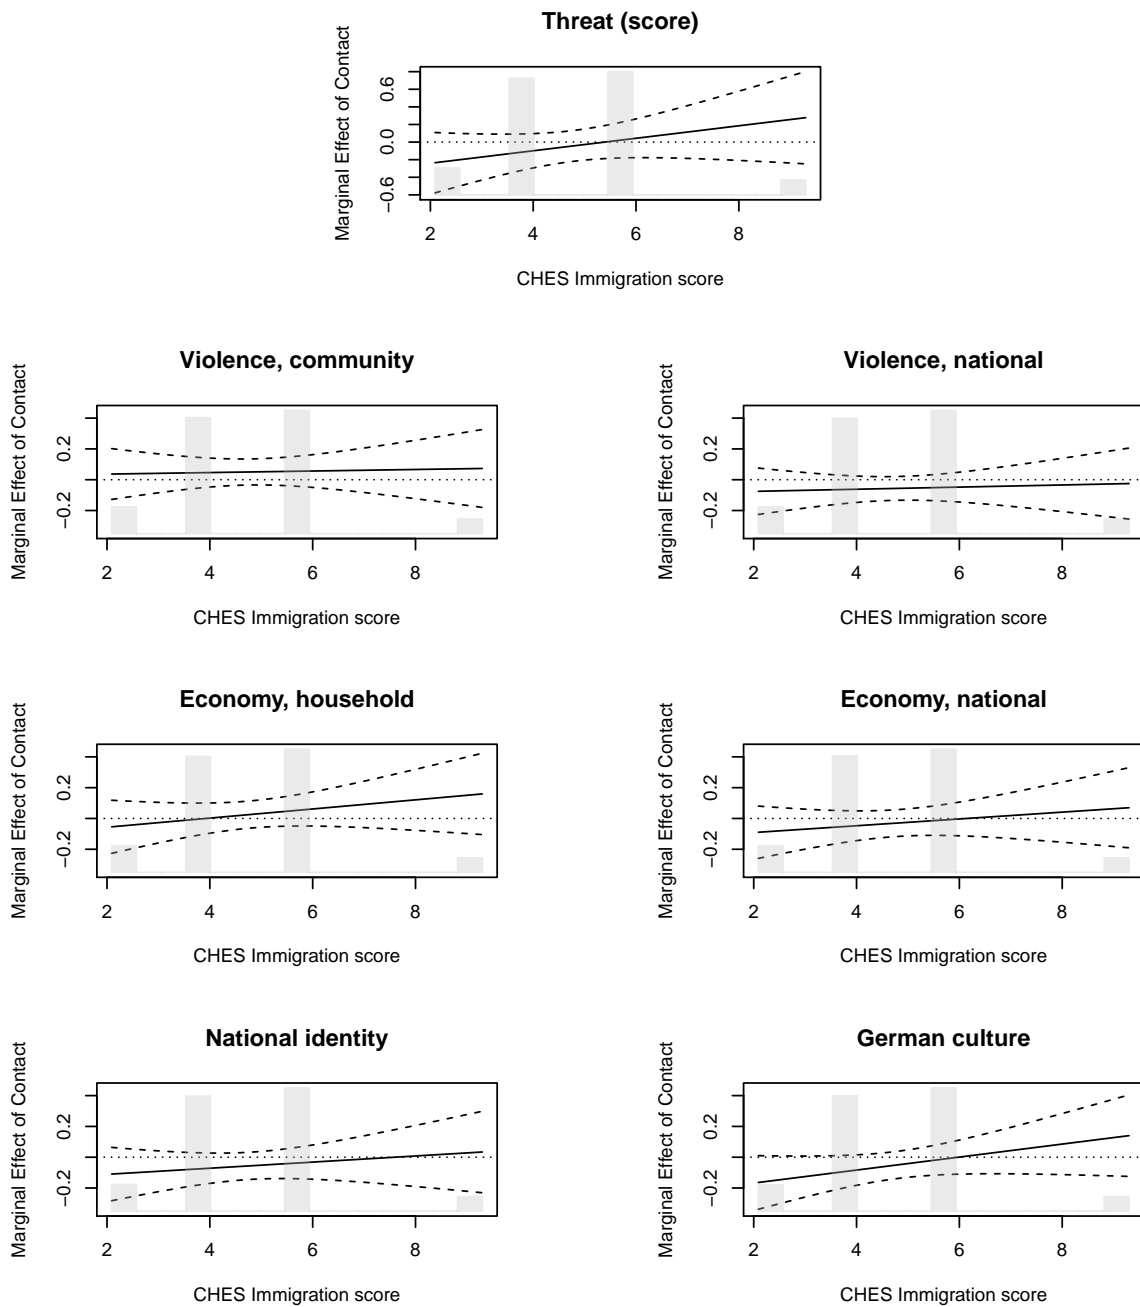 Threat (score)
Marginal Effect of Contact
0.6
0.0
−0.6
2 4 6 8
CHES Immigration score
Violence, community
Marginal Effect of Contact
0.2
−0.2
2 4 6 8
CHES Immigration score
Violence, national
Marginal Effect of Contact
0.2
−0.2
2 4 6 8
CHES Immigration score
Economy, household
Marginal Effect of Contact
0.2
−0.2
2 4 6 8
CHES Immigration score
Economy, national
Marginal Effect of Contact
0.2
−0.2
2 4 6 8
CHES Immigration score
National identity
Marginal Effect of Contact
0.2
−0.2
2 4 6 8
CHES Immigration score
German culture
Marginal Effect of Contact
0.2
−0.2
2 4 6 8
CHES Immigration score